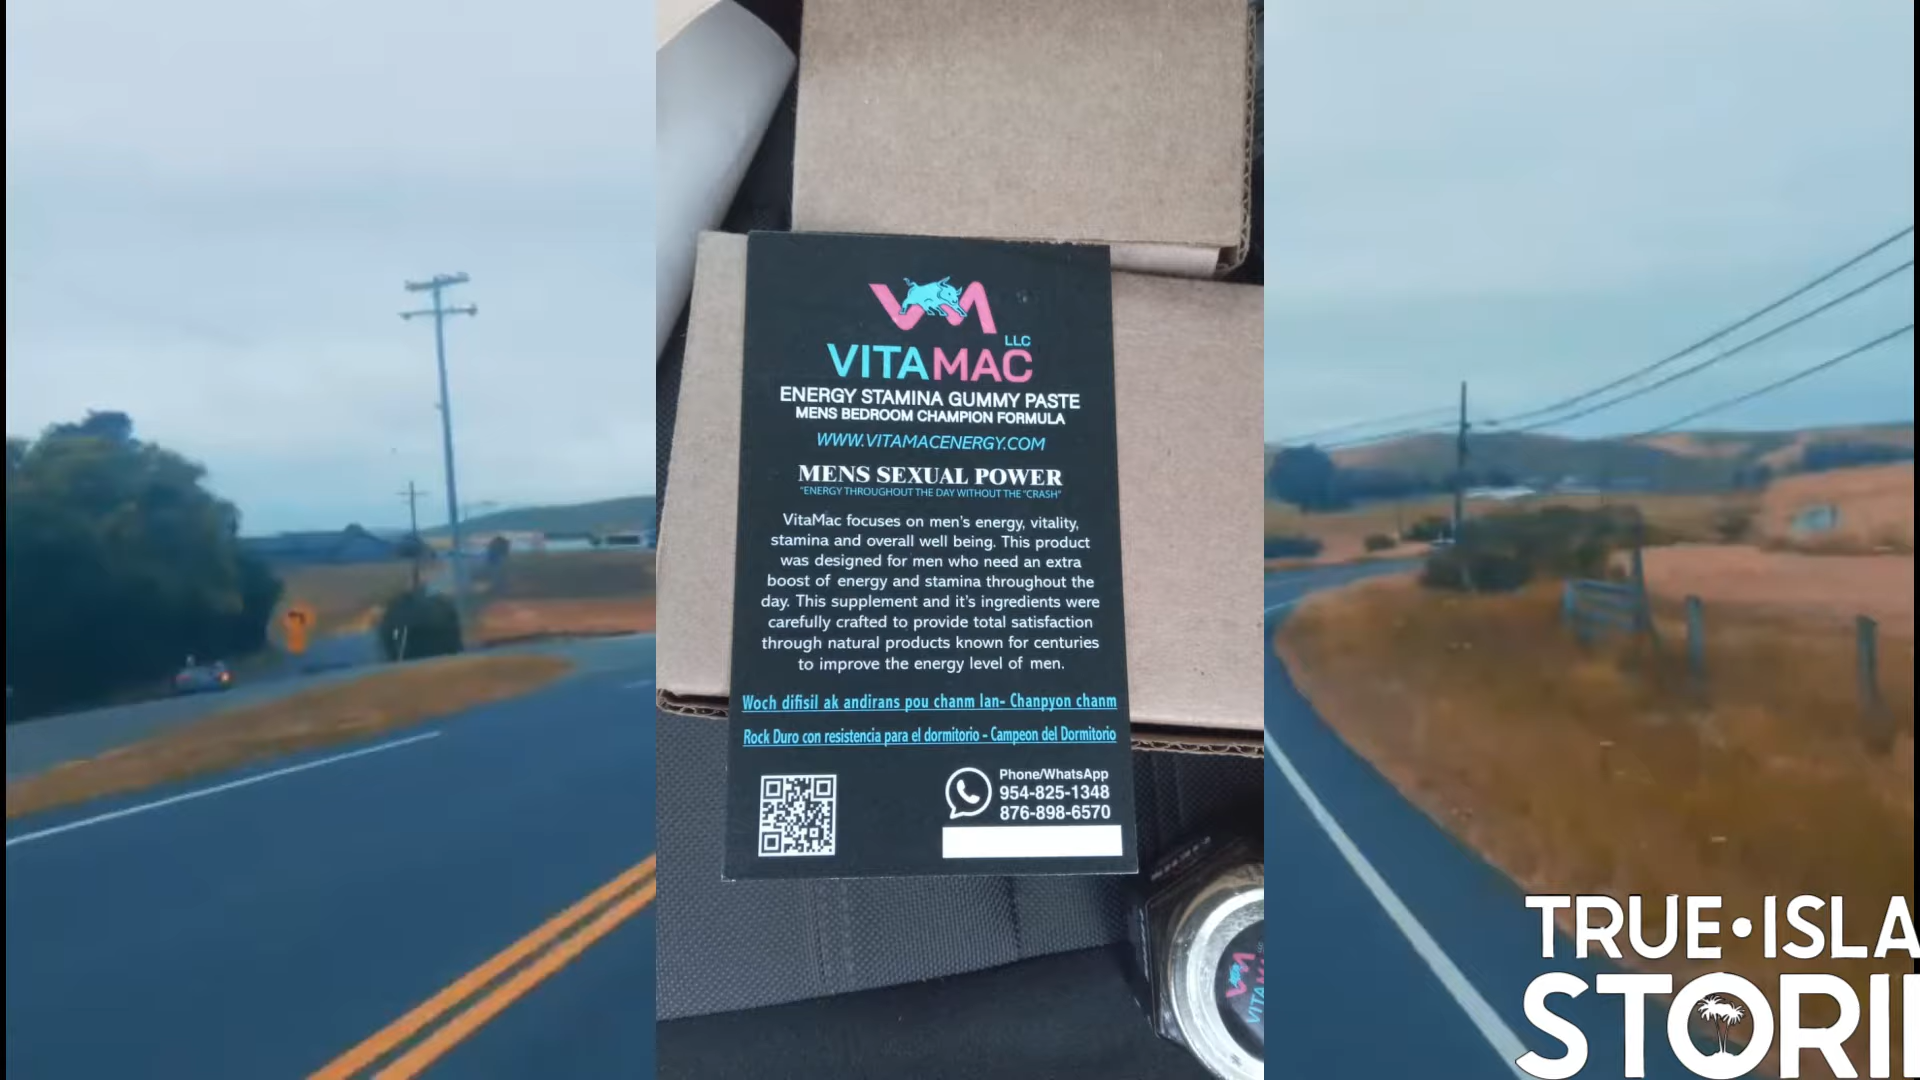 VM
LLC
VITAMAC
ENERGY STAMINA GUMMY PASTE
MENS BEDROOM CHAMPION FORMULA
WWW.VITAMACENERGY.COM
MENS SEXUAL POWER
"ENERGY THROUGHOUT THE DAY WITHOUT THE "CRASH"
VitaMac focuses on men's energy, vitality,
stamina and overall well being. This product
was designed for men who need an extra
boost of energy and stamina throughout the
day. This supplement and it's ingredients were
carefully crafted to provide total satisfaction
through natural products known for centuries
to improve the energy level of men.
Woch difisil ak andirans pou chanm lan- Chanpyon chanm
Rock Duro con resistencia para el dormitorio - Campeon del Dormitorio
Phone/WhatsApp
954-825-1348
876-898-6570
TRUE•ISLA
STORI